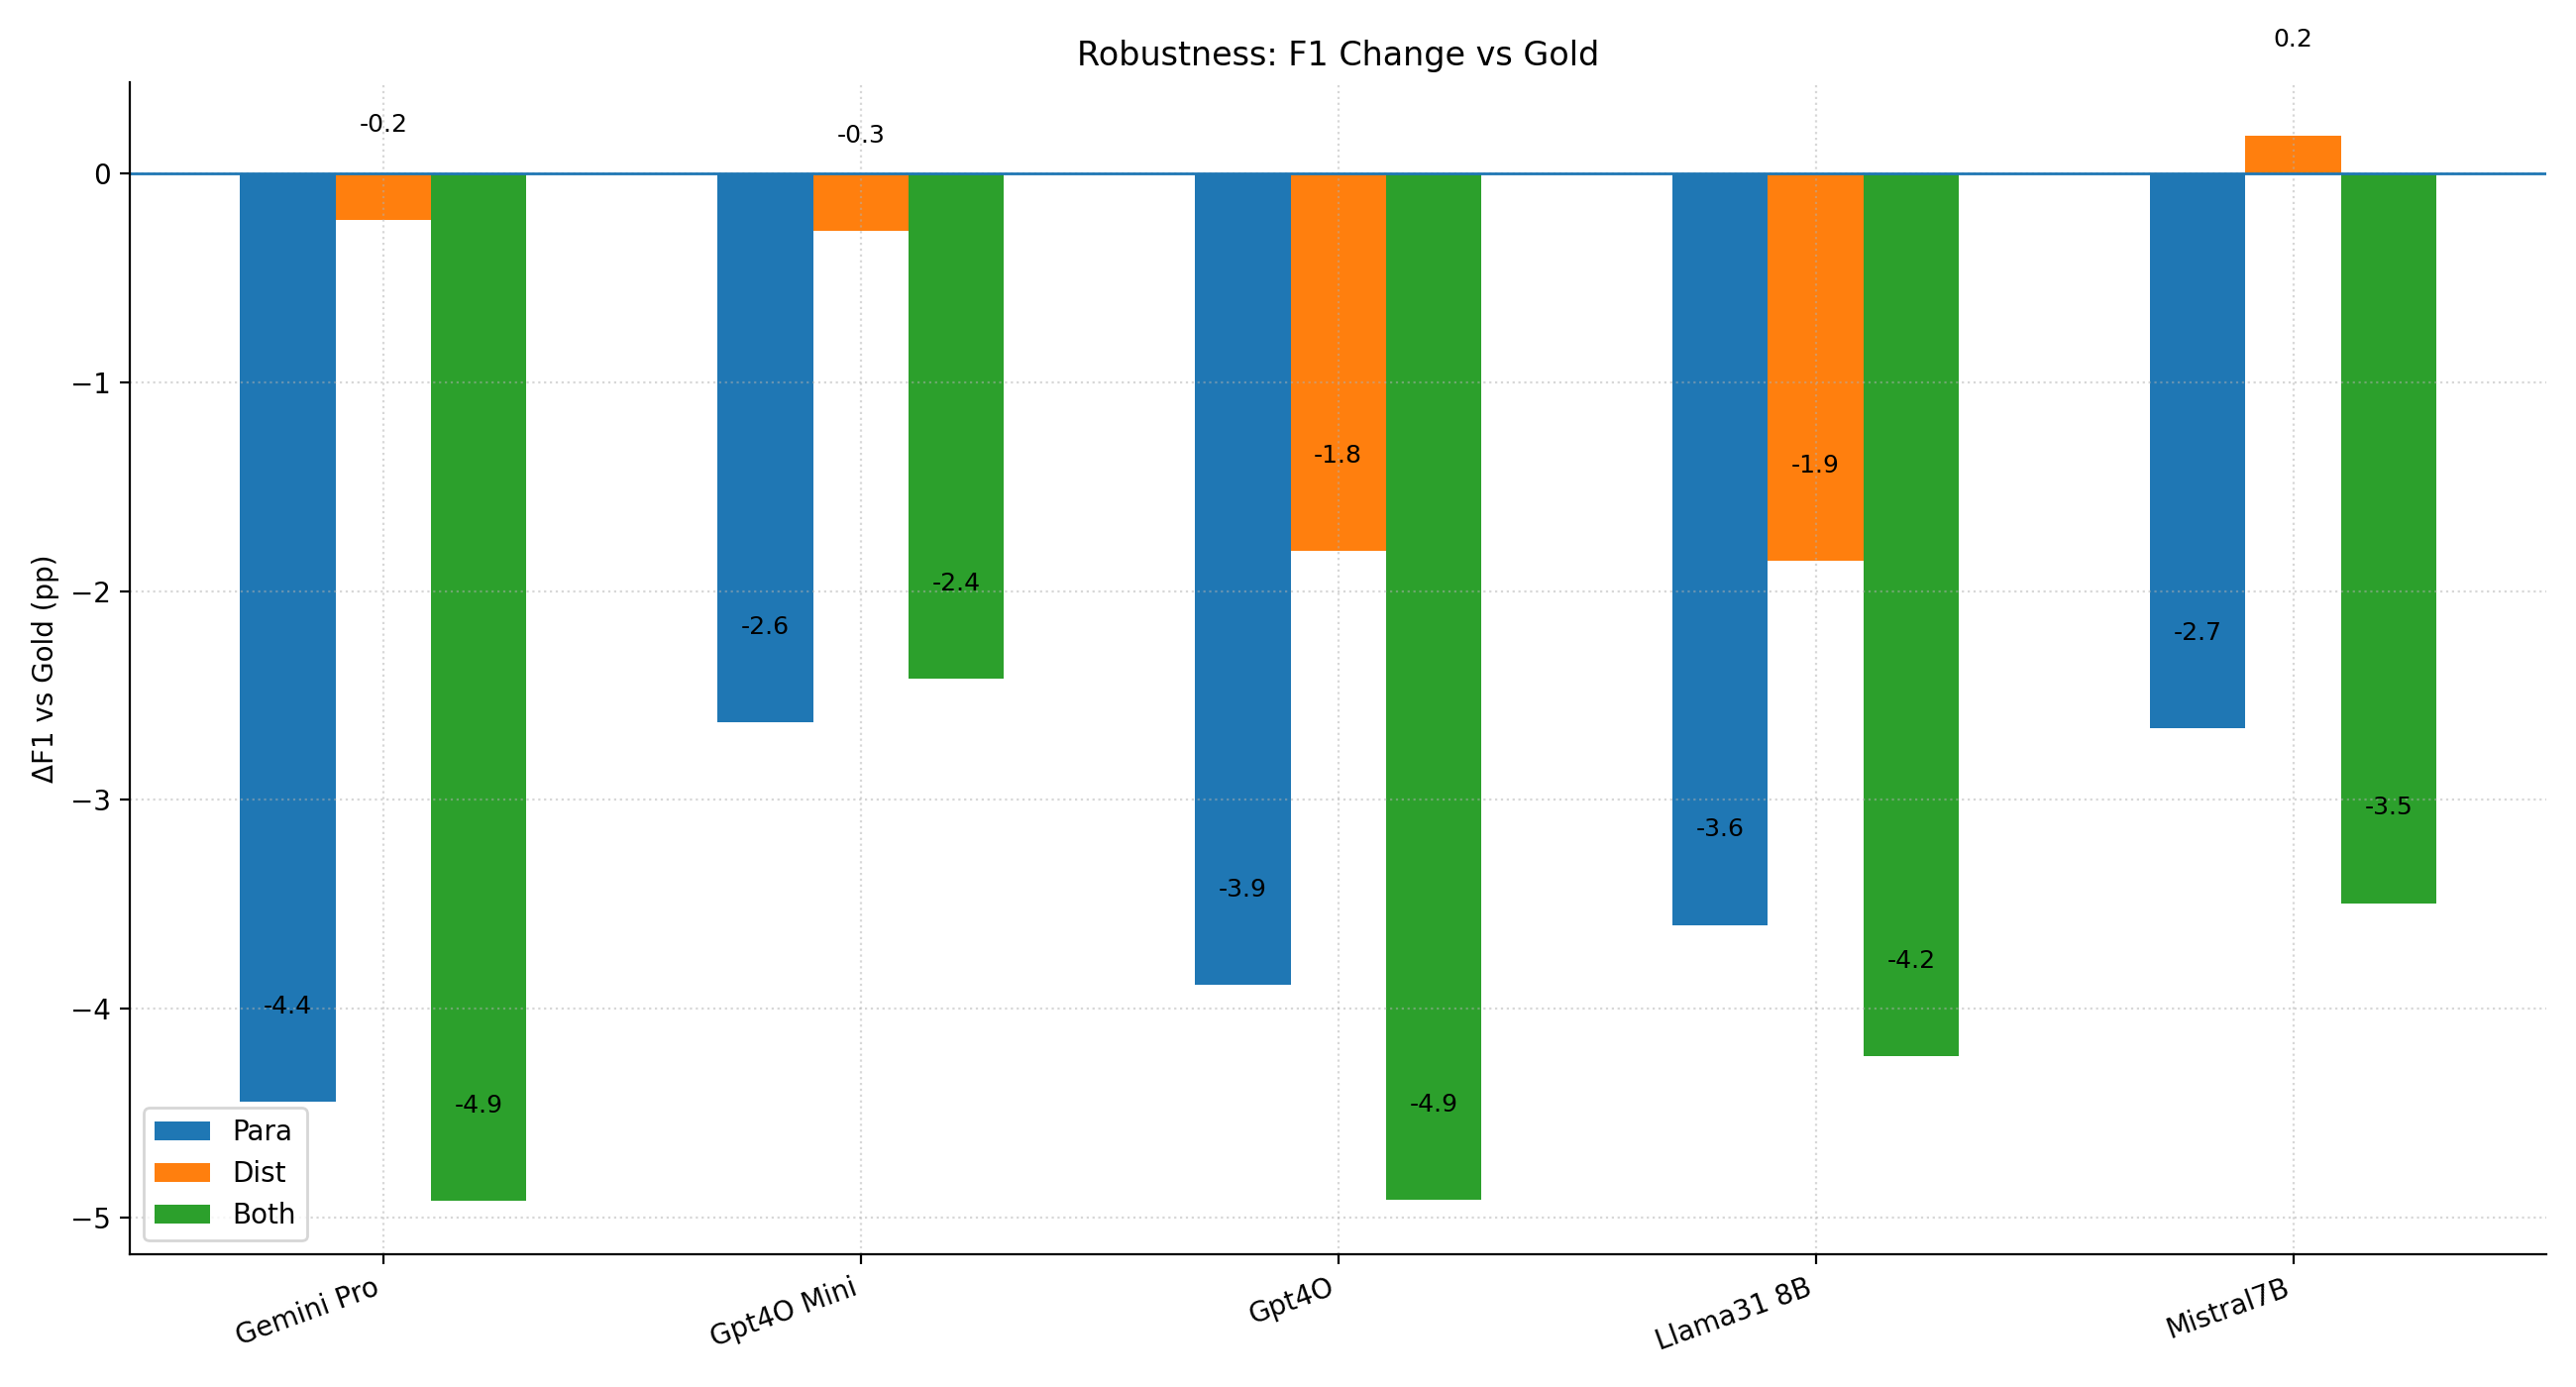 Robustness: F1 Change vs Gold
0.2
-0.2
-0.3
0
−1
−2
−3
−4
−5
ΔF1 vs Gold (pp)
-4.4
-4.9
-2.6
-2.4
-3.9
-1.8
-4.9
-3.6
-1.9
-4.2
-2.7
-3.5
Para
Dist
Both
Gemini Pro
Gpt4O Mini
Gpt4O
Llama31 8B
Mistral7B